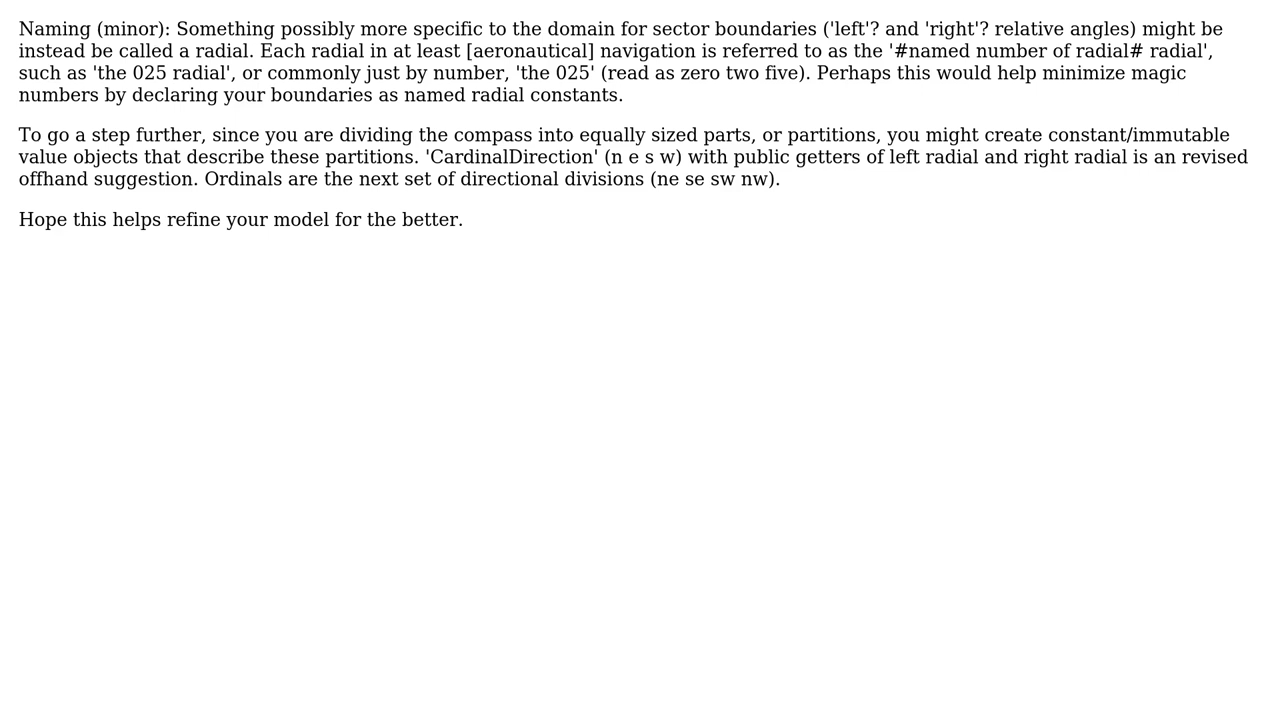 Naming (minor): Something possibly more specific to the domain for sector boundaries ('left'? and 'right'? relative angles) might be
instead be called a radial. Each radial in at least [aeronautical] navigation is referred to as the '#named number of radial# radial',
such as 'the 025 radial', or commonly just by number, 'the 025' (read as zero two five). Perhaps this would help minimize magic
numbers by declaring your boundaries as named radial constants.
To go a step further, since you are dividing the compass into equally sized parts, or partitions, you might create constant/immutable
value objects that describe these partitions. 'CardinalDirection' (n e s w) with public getters of left radial and right radial is an revised
offhand suggestion. Ordinals are the next set of directional divisions (ne se sw nw).
Hope this helps refine your model for the better.